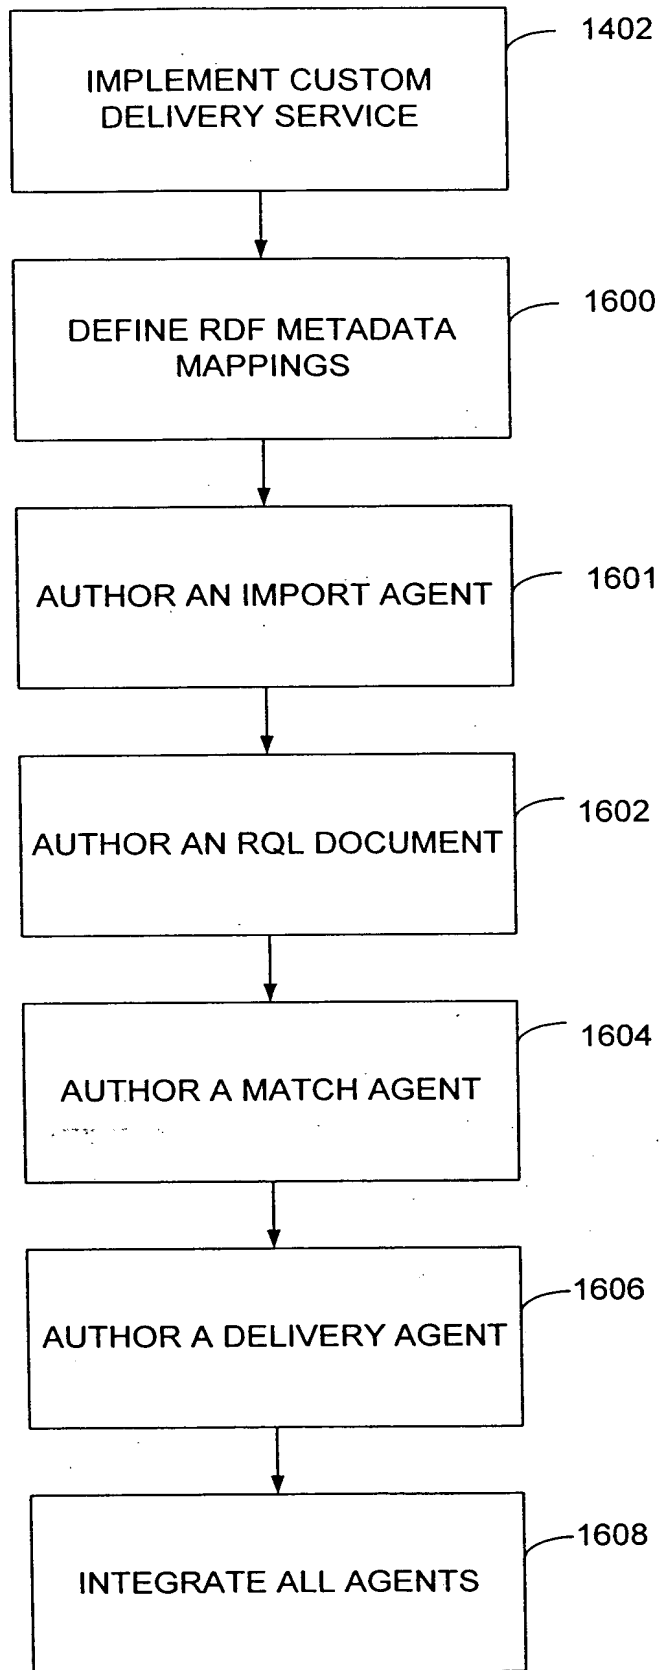 1402
IMPLEMENT CUSTOM
DELIVERY SERVICE
1600
DEFINE RDF METADATA
MAPPINGS
1601
AUTHOR AN IMPORT AGENT
1602
AUTHOR AN RQL DOCUMENT
1604
AUTHOR A MATCH AGENT
1606
AUTHOR A DELIVERY AGENT
1608
INTEGRATE ALL AGENTS